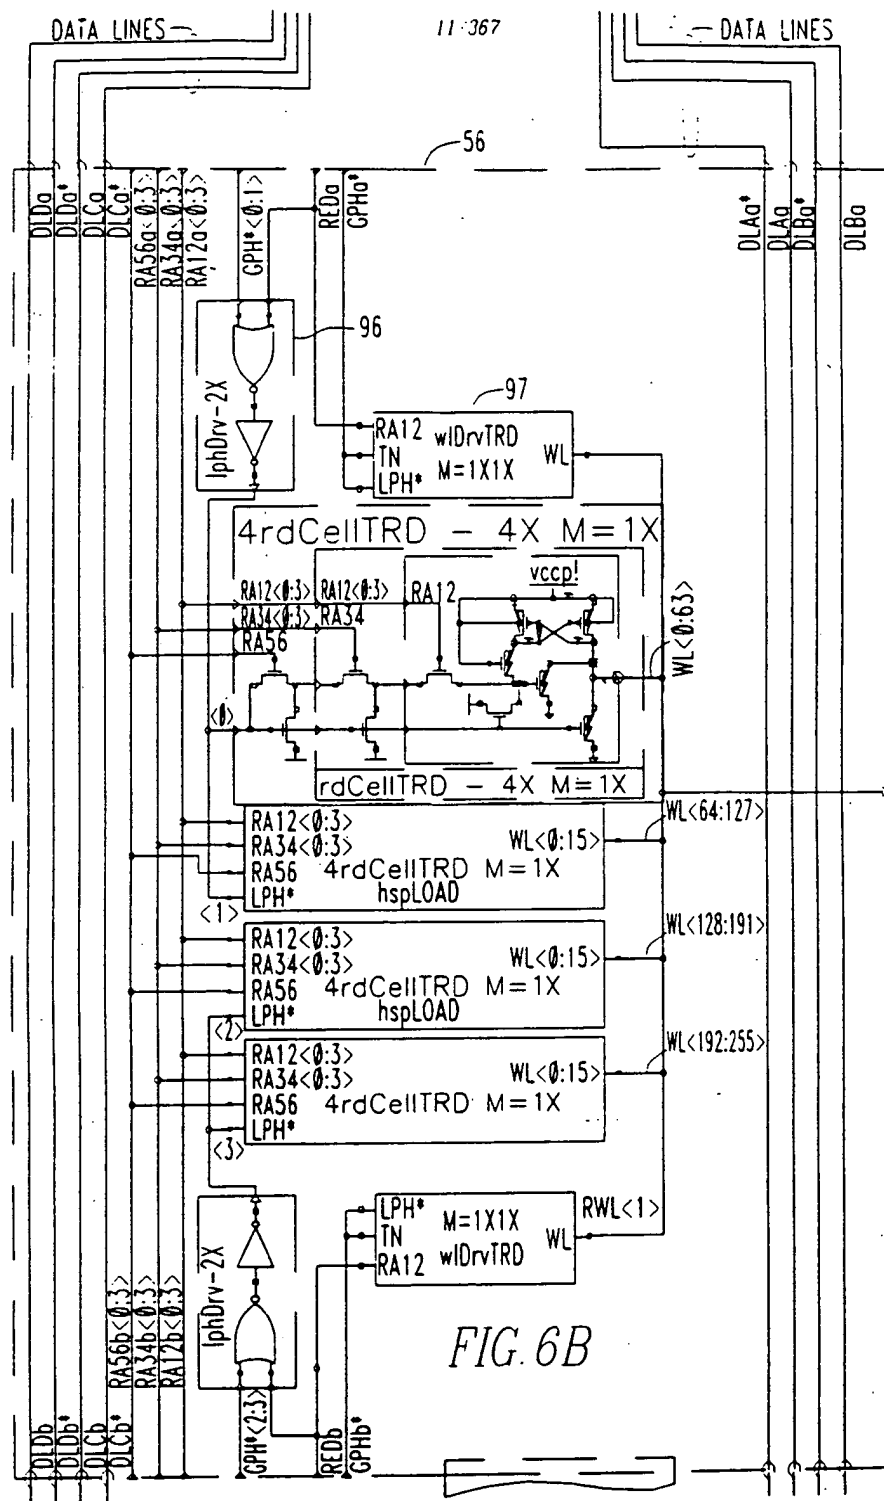 DATA LINES
11/367
DATA LINES
56
DLDa
DLDa*
DLCa
DLCa*
RA56a<0:3>
RA34a<0:3>
RA12a<0:3>
GPH*<0:1>
REDa
GPHa*
DLAa*
DLAa
DLBa*
DLBa
96
lphDrv-2X
97
RA12
wlDrvTRD
TN
M=1X1X
WL
LPH*
4rdCellTRD - 4X M=1X
vccp!
RA12<0:3>
RA12<0:3>
RA12
RA34<0:3>
RA34
RA56
WL<0:63>
<0>
rdCellTRD - 4X M=1X
RA12<0:3>
WL<64:127>
RA34<0:3>
WL<0:15>
RA56
4rdCellTRD M=1X
LPH*
hspLOAD
<1>
RA12<0:3>
WL<128:191>
RA34<0:3>
WL<0:15>
RA56
4rdCellTRD M=1X
LPH*
hspLOAD
<2>
RA12<0:3>
WL<192:255>
RA34<0:3>
WL<0:15>
RA56
4rdCellTRD M=1X
LPH*
<3>
LPH*
M=1X1X
RWL<1>
TN
WL
RA12
wlDrvTRD
lphDrv-2X
FIG. 6B
RA56b<0:3>
RA34b<0:3>
RA12b<0:3>
DLDb
DLDb*
DLCb
DLCb*
GPH*<2:3>
REDb
GPHb*